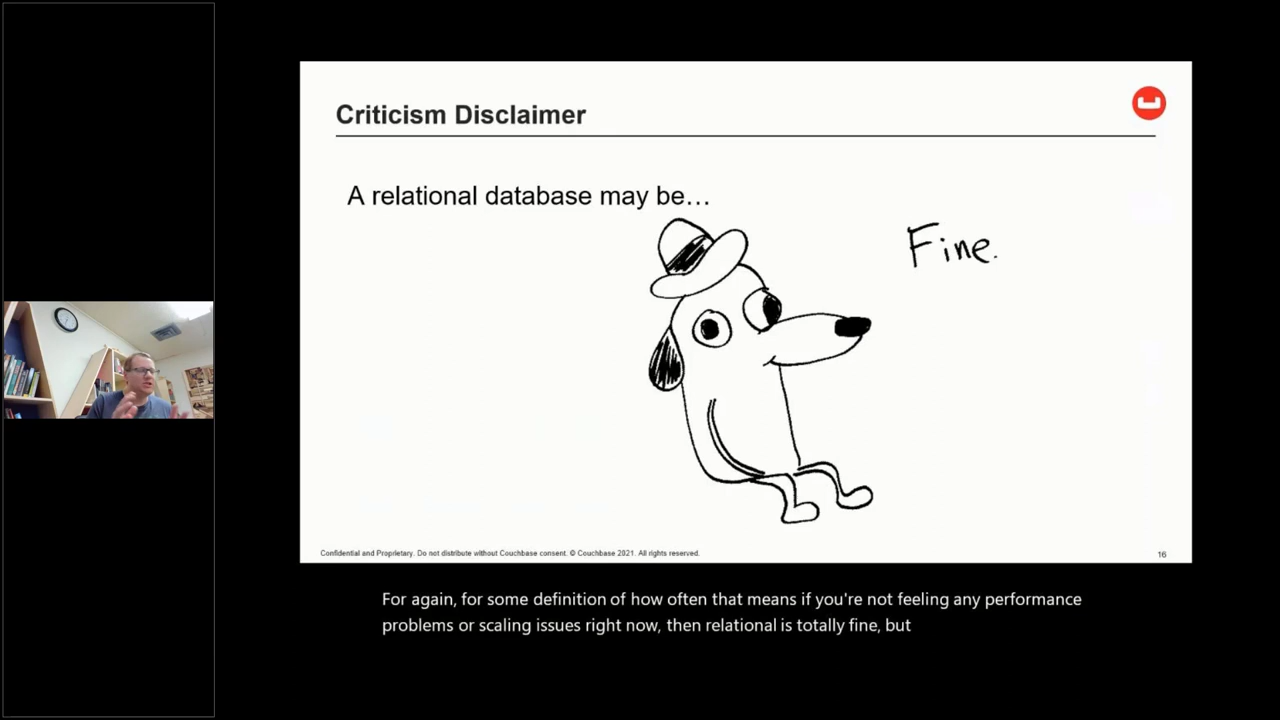 Criticism Disclaimer
A relational database may be…
Fine.
Confidential and Proprietary. Do not distribute without Couchbase consent. © Couchbase 2021. All rights reserved.
16
For again, for some definition of how often that means if you're not feeling any performance
problems or scaling issues right now, then relational is totally fine, but